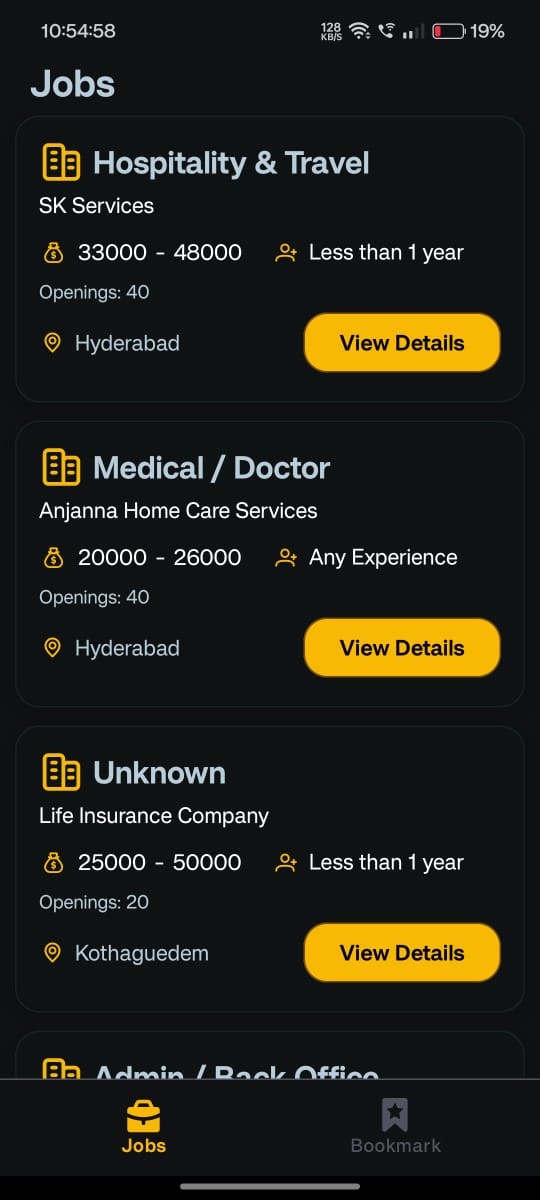 10:54:58 128 KB/S 19%
Jobs
Hospitality & Travel
SK Services
33000 - 48000 Less than 1 year
Openings: 40
Hyderabad View Details
Medical / Doctor
Anjanna Home Care Services
20000 - 26000 Any Experience
Openings: 40
Hyderabad View Details
Unknown
Life Insurance Company
25000 - 50000 Less than 1 year
Openings: 20
Kothaguedem View Details
Admin / Back Office
Jobs Bookmark